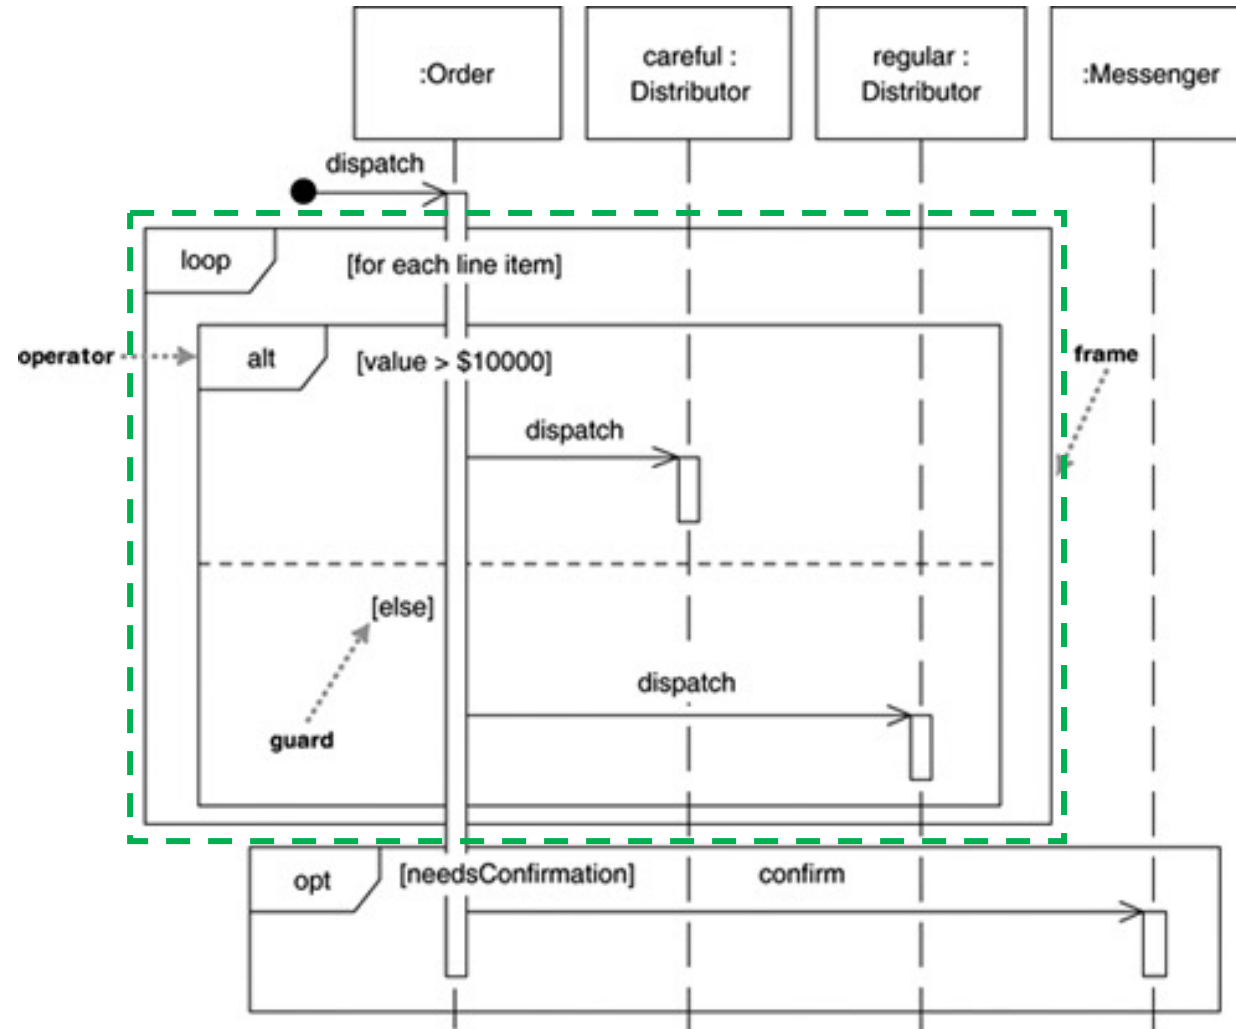 :Order
careful :
Distributor
regular :
Distributor
:Messenger
dispatch
loop
[for each line item]
operator
alt
[value > $10000]
frame
dispatch
[else]
dispatch
guard
opt
[needsConfirmation]
confirm